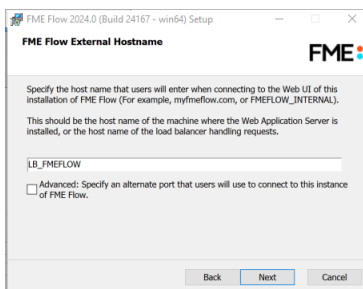 FME Flow 2024.0 (Build 24167 - win64) Setup
FME Flow External Hostname
FME
Specify the host name that users will enter when connecting to the Web UI of this
installation of FME Flow (For example, myfmeflow.com, or FMEFLOW_INTERNAL).
This should be the host name of the machine where the Web Application Server is
installed, or the host name of the load balancer handling requests.
LB_FMEFLOW
Advanced: Specify an alternate port that users will use to connect to this instance
of FME Flow.
Back Next Cancel